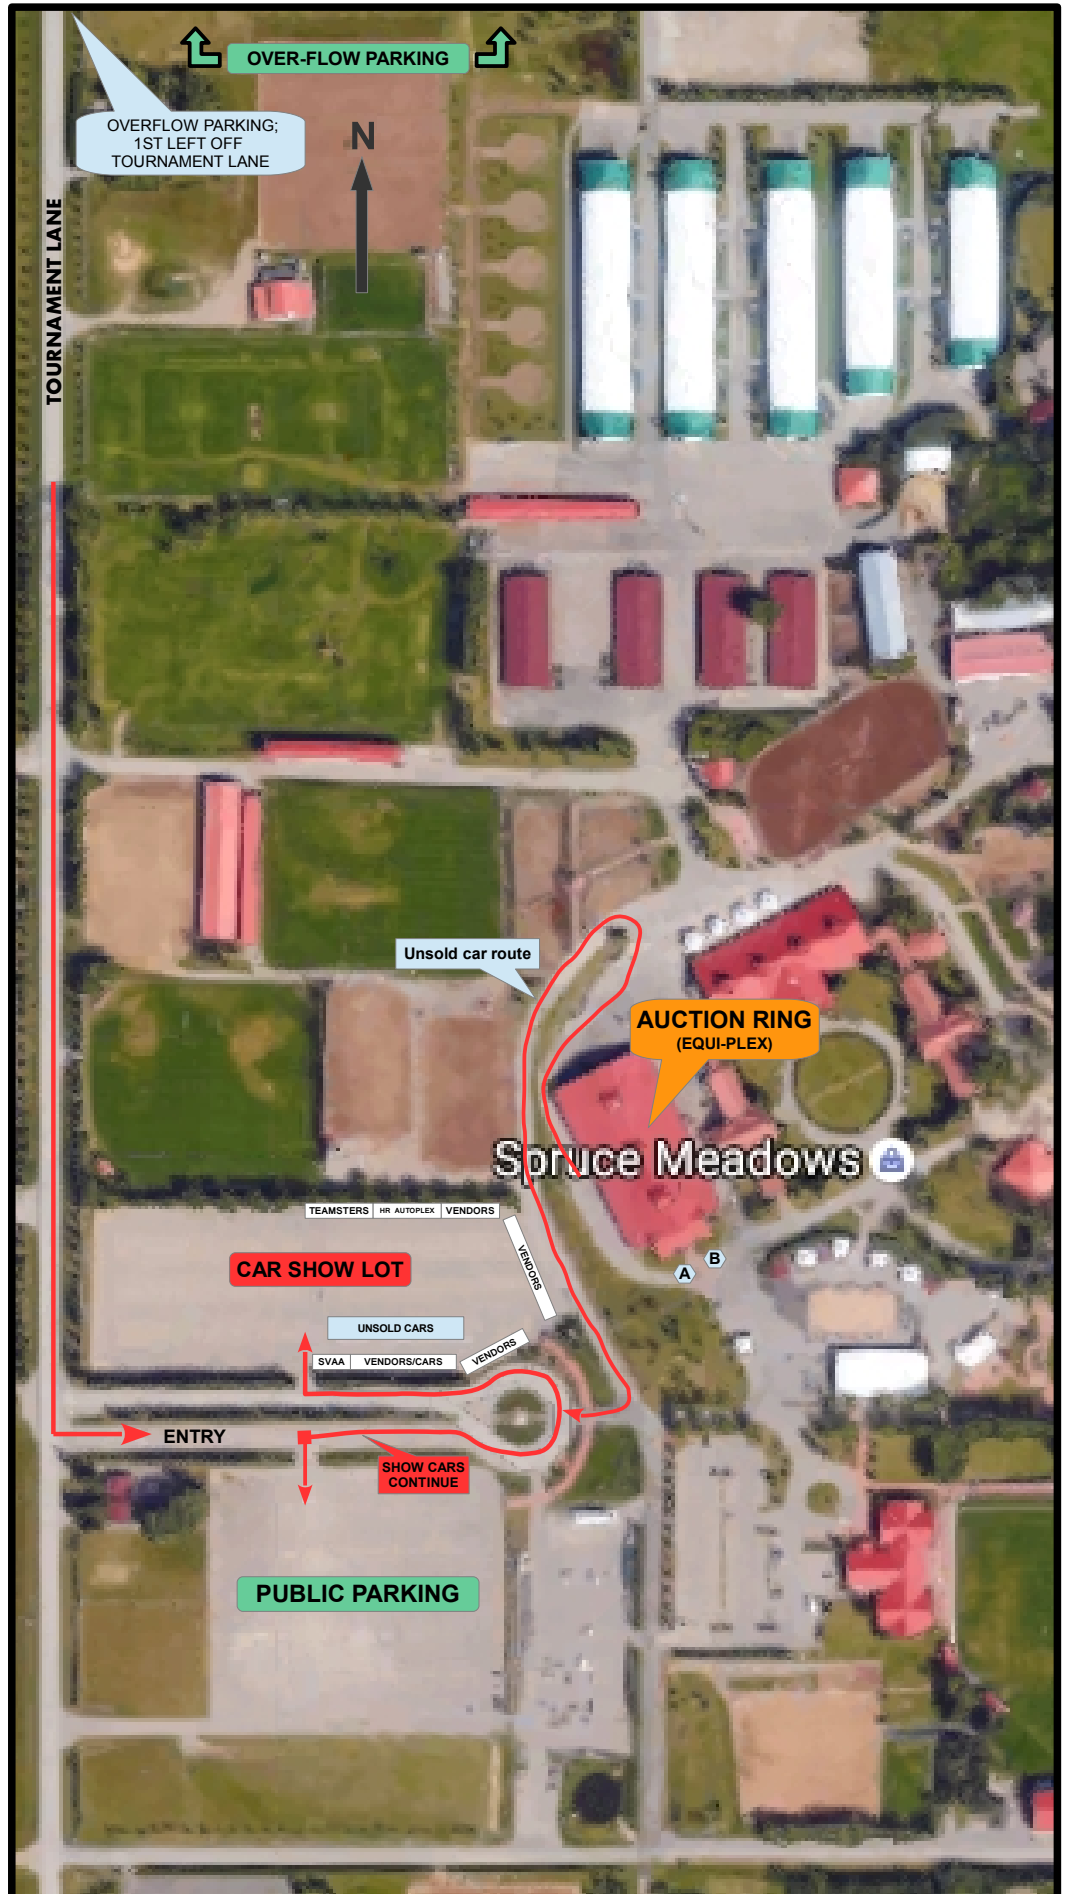 OVER-FLOW PARKING
OVERFLOW PARKING;
1ST LEFT OFF
TOURNAMENT LANE
N
TOURNAMENT LANE
Unsold car route
AUCTION RING
(EQUI-PLEX)
Spruce Meadows
TEAMSTERS
HR AUTOPLEX
VENDORS
VENDORS
CAR SHOW LOT
A
B
UNSOLD CARS
SVAA
VENDORS/CARS
VENDORS
ENTRY
SHOW CARS
CONTINUE
PUBLIC PARKING